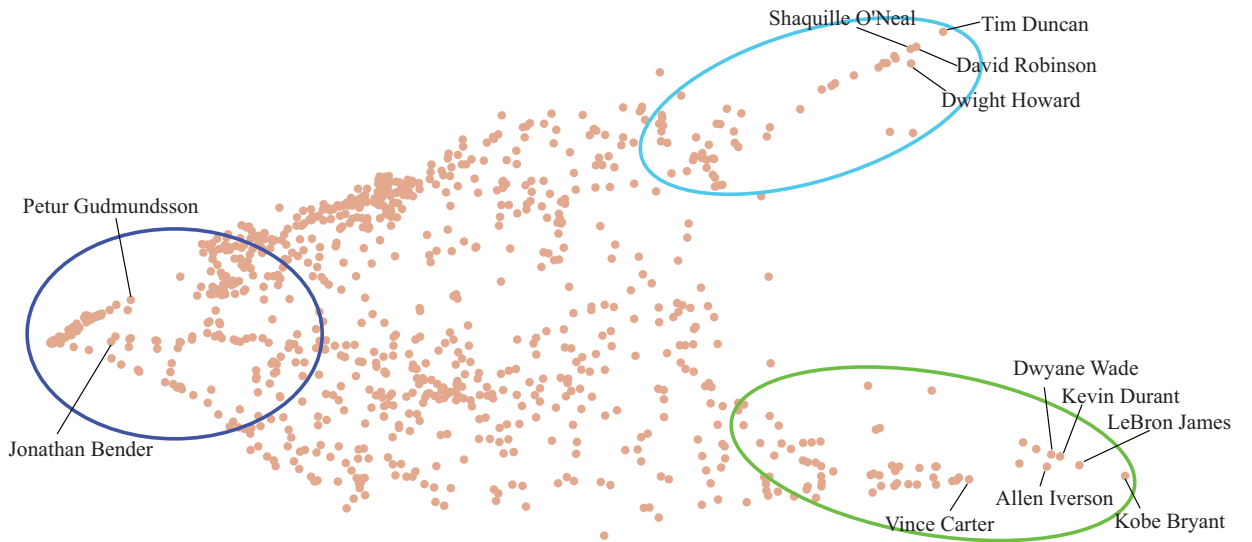 Shaquille O'Neal
Tim Duncan
David Robinson
Dwight Howard
Petur Gudmundsson
Jonathan Bender
Dwyane Wade
Kevin Durant
LeBron James
Allen Iverson
Vince Carter
Kobe Bryant